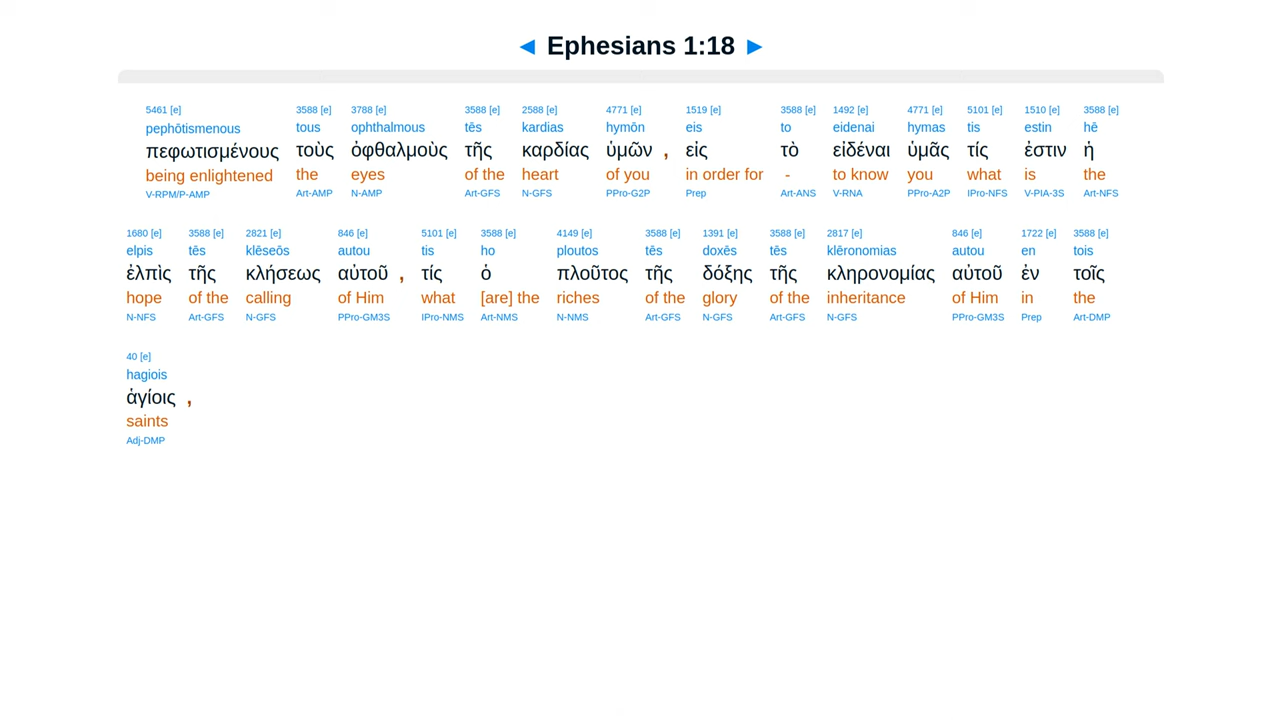 ◄ Ephesians 1:18 ►
5461 [e] 3588 [e] 3788 [e] 3588 [e] 2588 [e] 4771 [e] 1519 [e] 3588 [e] 1492 [e] 4771 [e] 5101 [e] 1510 [e] 3588 [e]
pephōtismenous tous ophthalmous tēs kardias hymōn eis to eidenai hymas tis estin hē
πεφωτισμένους τοὺς ὀφθαλμοὺς τῆς καρδίας ὑμῶν , εἰς τὸ εἰδέναι ὑμᾶς τίς ἐστιν ἡ
being enlightened the eyes of the heart of you in order for - to know you what is the
V-RPM/P-AMP Art-AMP N-AMP Art-GFS N-GFS PPro-G2P Prep Art-ANS V-RNA PPro-A2P IPro-NFS V-PIA-3S Art-NFS
1680 [e] 3588 [e] 2821 [e] 846 [e] 5101 [e] 3588 [e] 4149 [e] 3588 [e] 1391 [e] 3588 [e] 2817 [e] 846 [e] 1722 [e] 3588 [e]
elpis tēs klēseōs autou tis ho ploutos tēs doxēs tēs klēronomias autou en tois
ἐλπὶς τῆς κλήσεως αὐτοῦ , τίς ὁ πλοῦτος τῆς δόξης τῆς κληρονομίας αὐτοῦ ἐν τοῖς
hope of the calling of Him what [are] the riches of the glory of the inheritance of Him in the
N-NFS Art-GFS N-GFS PPro-GM3S IPro-NMS Art-NMS N-NMS Art-GFS N-GFS Art-GFS N-GFS PPro-GM3S Prep Art-DMP
40 [e]
hagiois
ἁγίοις ,
saints
Adj-DMP